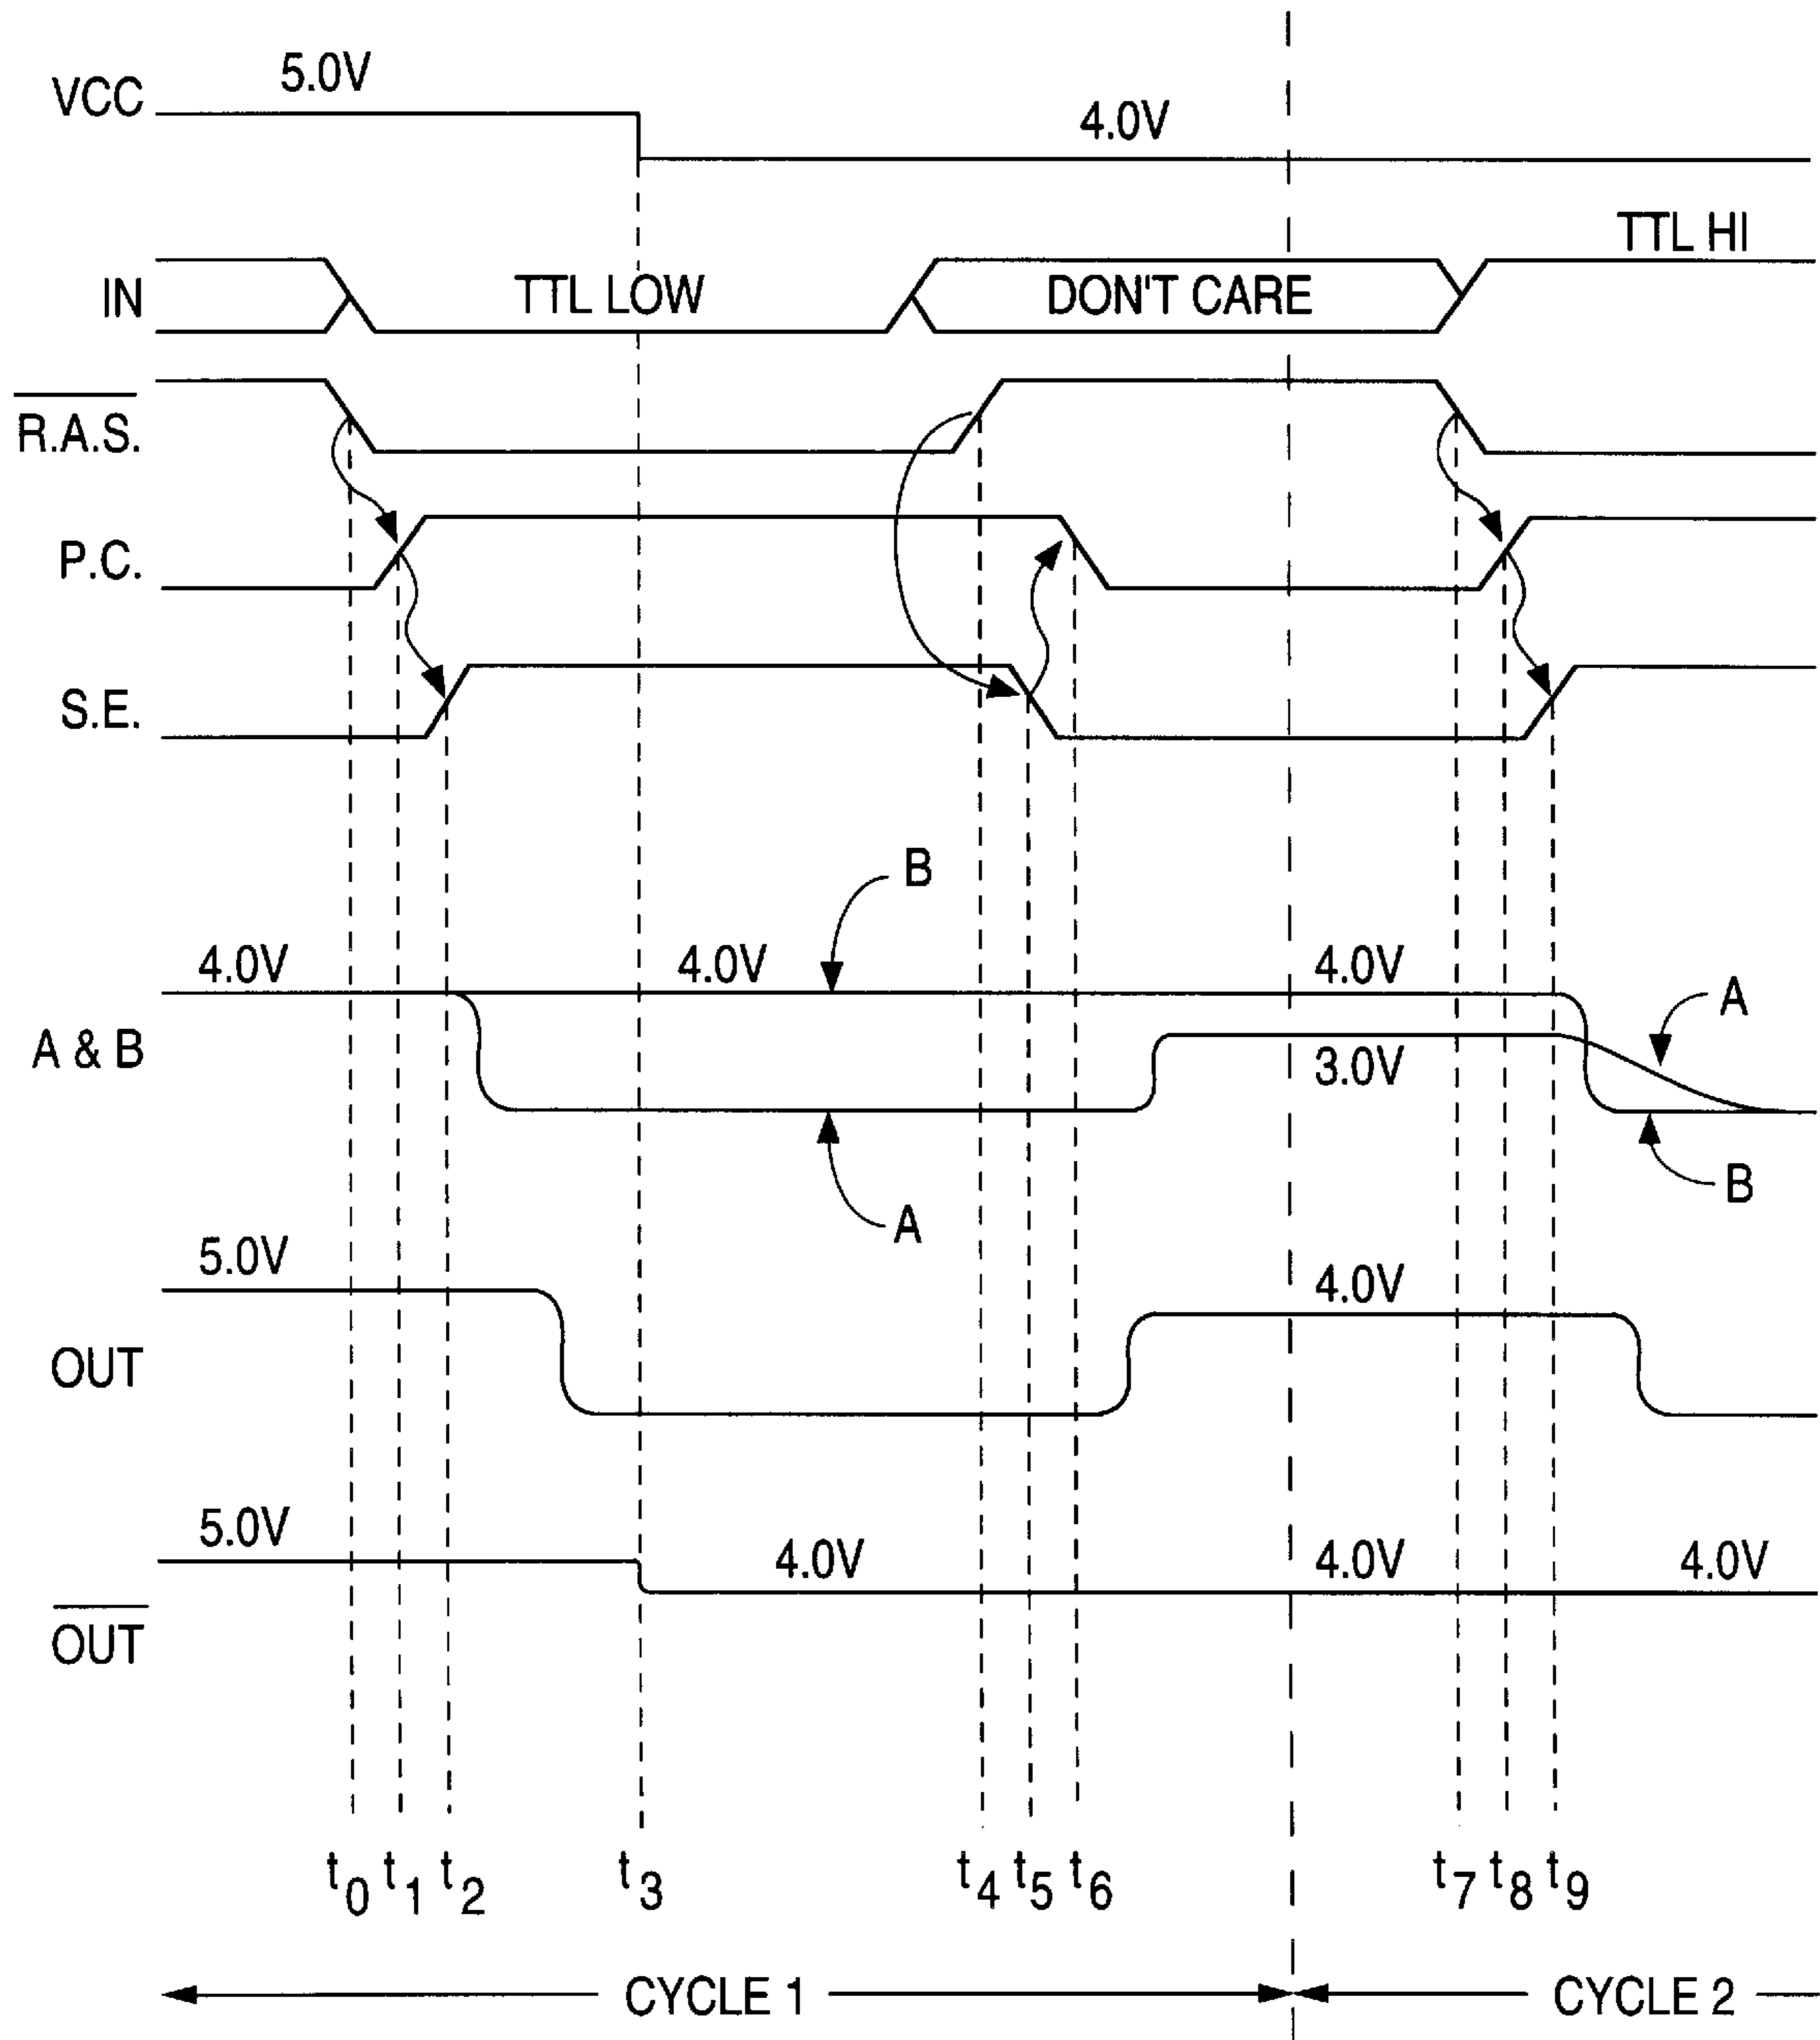 5.0V
VCC
4.0V
TTL HI
IN
TTL LOW
DON'T CARE
R.A.S.
P.C.
S.E.
B
4.0V
4.0V
4.0V
A
A & B
3.0V
B
A
5.0V
4.0V
OUT
5.0V
4.0V
4.0V
4.0V
OUT
t0 t1 t2 t3 t4 t5 t6 t7 t8 t9
CYCLE 1
CYCLE 2